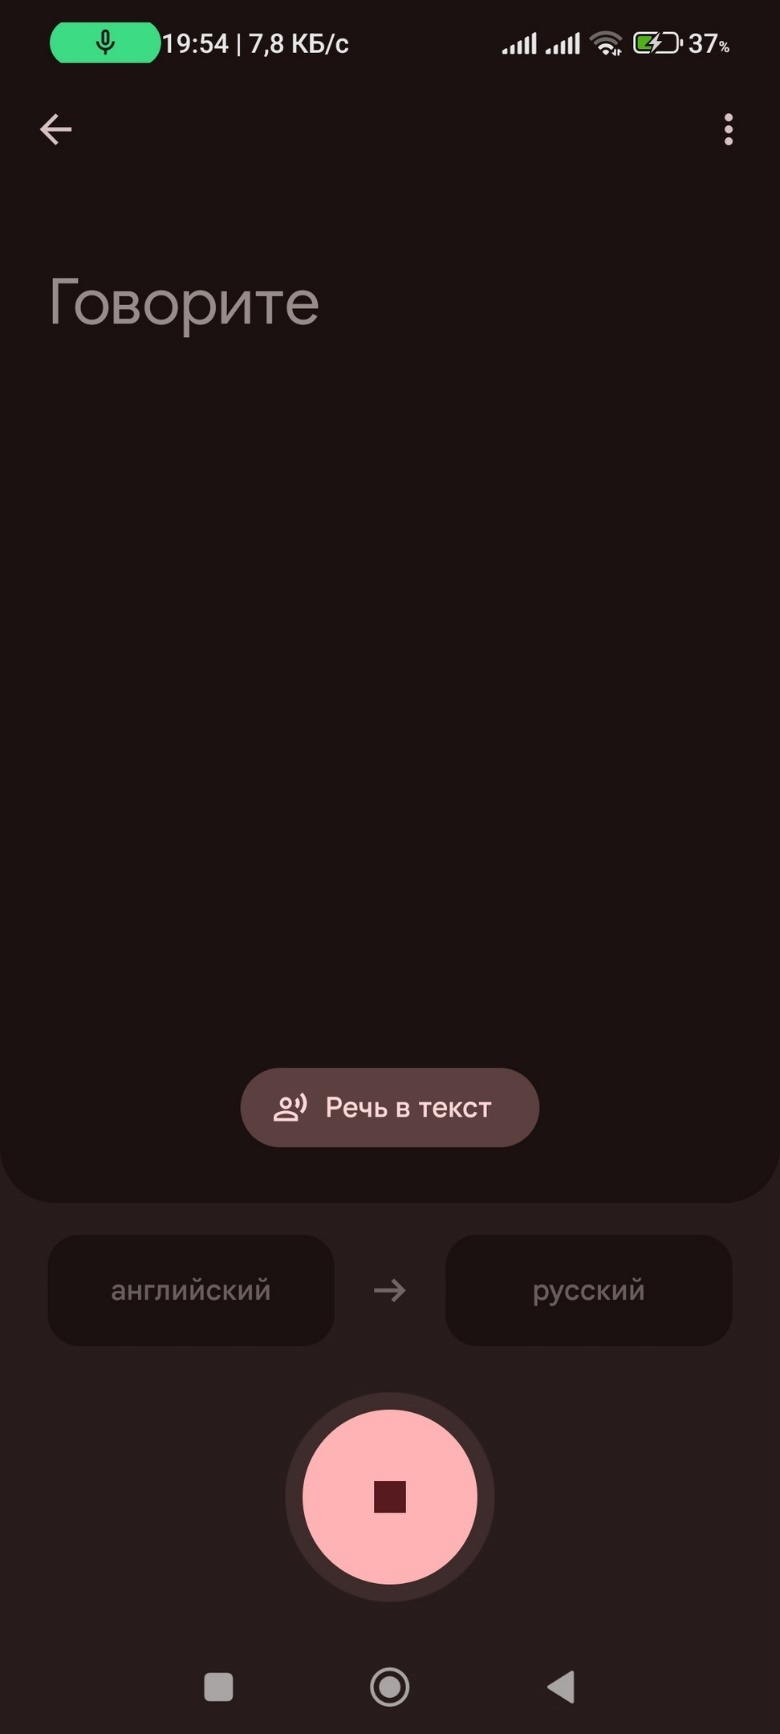 19:54 | 7,8 КБ/с 37%
Говорите
Речь в текст
английский → русский